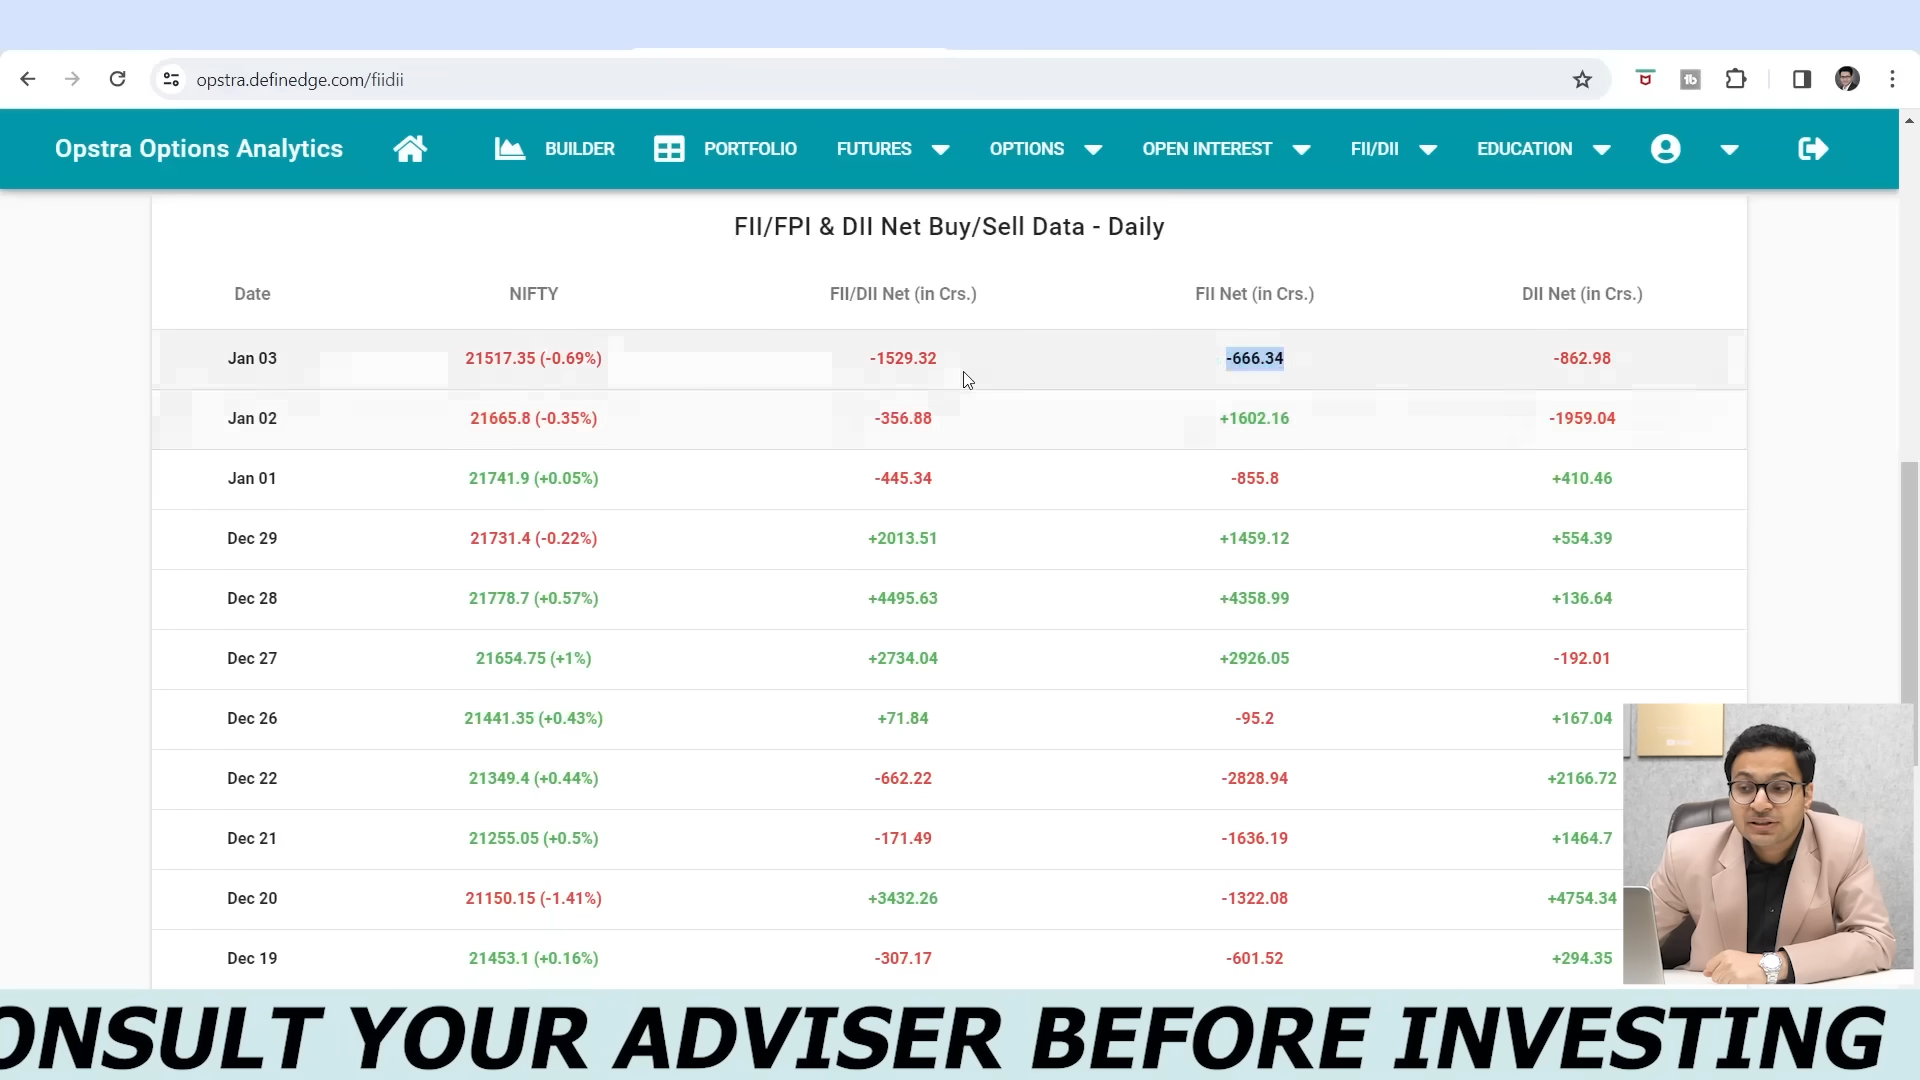 opstra.definedge.com/fiidii
Opstra Options Analytics BUILDER PORTFOLIO FUTURES OPTIONS OPEN INTEREST FII/DII EDUCATION
FII/FPI & DII Net Buy/Sell Data - Daily
Date NIFTY FII/DII Net (in Crs.) FII Net (in Crs.) DII Net (in Crs.)
Jan 03 21517.35 (-0.69%) -1529.32 -666.34 -862.98
Jan 02 21665.8 (-0.35%) -356.88 +1602.16 -1959.04
Jan 01 21741.9 (+0.05%) -445.34 -855.8 +410.46
Dec 29 21731.4 (-0.22%) +2013.51 +1459.12 +554.39
Dec 28 21778.7 (+0.57%) +4495.63 +4358.99 +136.64
Dec 27 21654.75 (+1%) +2734.04 +2926.05 -192.01
Dec 26 21441.35 (+0.43%) +71.84 -95.2 +167.04
Dec 22 21349.4 (+0.44%) -662.22 -2828.94 +2166.72
Dec 21 21255.05 (+0.5%) -171.49 -1636.19 +1464.7
Dec 20 21150.15 (-1.41%) +3432.26 -1322.08 +4754.34
Dec 19 21453.1 (+0.16%) -307.17 -601.52 +294.35
ONSULT YOUR ADVISER BEFORE INVESTING